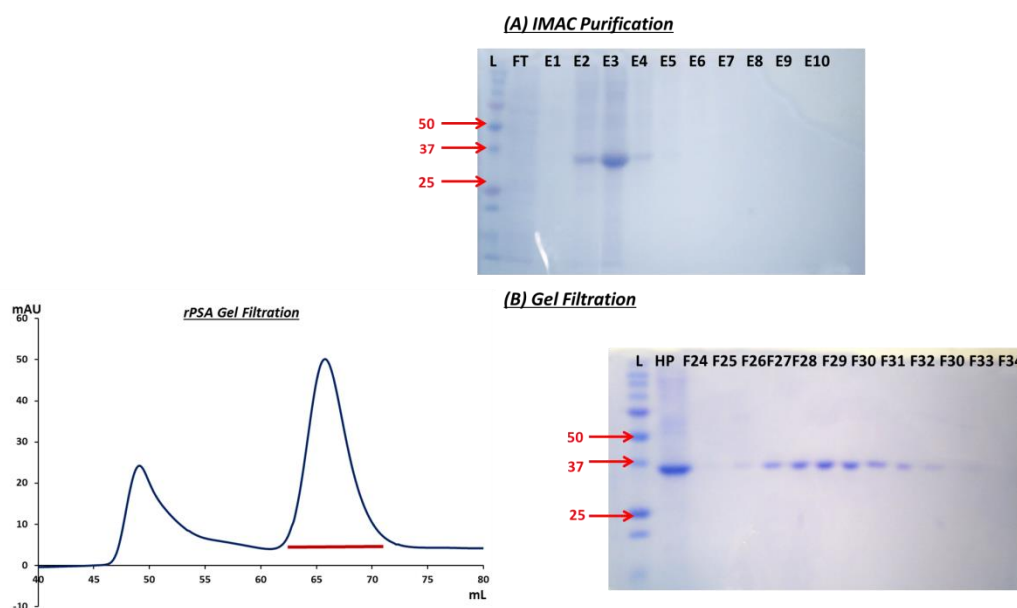 (A) IMAC Purification
L FT E1 E2 E3 E4 E5 E6 E7 E8 E9 E10
50
37
25
(B) Gel Filtration
L HP F24 F25 F26 F27 F28 F29 F30 F31 F32 F30 F33 F34
50
37
25
rPSA Gel Filtration
mAU
60
50
40
30
20
10
0
-10
40 45 50 55 60 65 70 75 80
mL